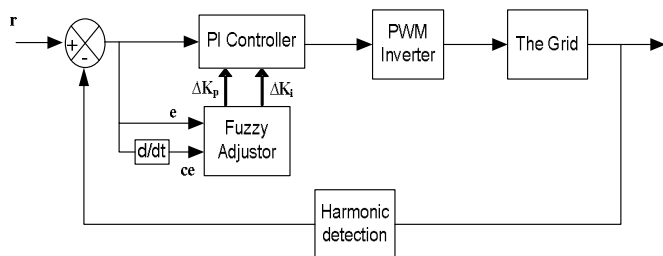 r
+
-
PI Controller
PWM
Inverter
The Grid
ΔKp
ΔKi
e
Fuzzy
Adjustor
d/dt
ce
Harmonic
detection